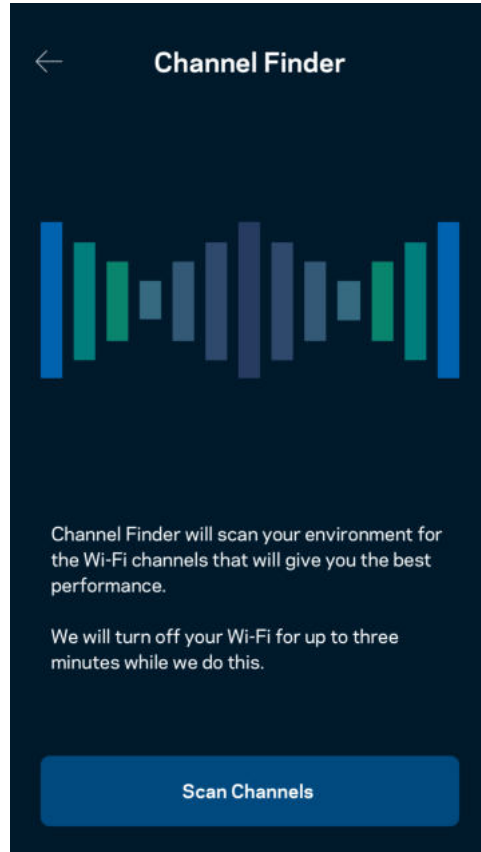 Channel Finder
Channel Finder will scan your environment for
the Wi-Fi channels that will give you the best
performance.
We will turn off your Wi-Fi for up to three
minutes while we do this.
Scan Channels